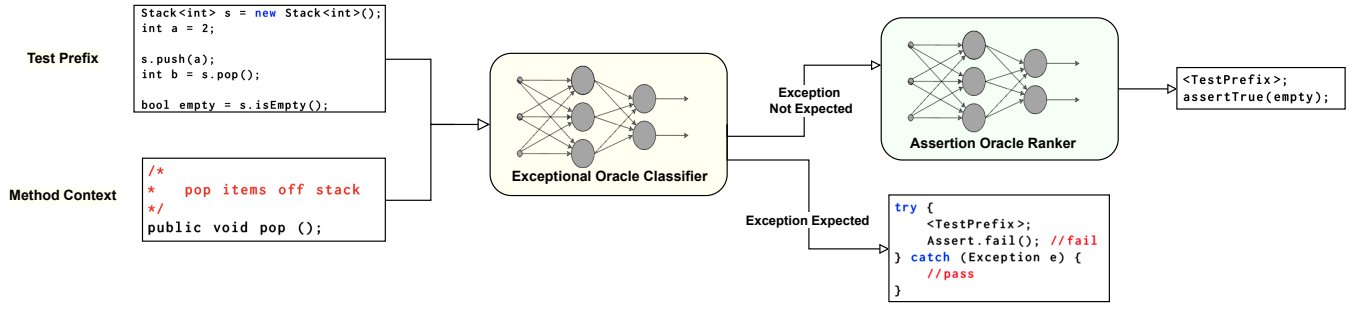 Test Prefix
Stack<int> s = new Stack<int>();
int a = 2;
s.push(a);
int b = s.pop();
bool empty = s.isEmpty();
Method Context
/*
*   pop items off stack
*/
public void pop ();
Exceptional Oracle Classifier
Exception
Not Expected
Assertion Oracle Ranker
<TestPrefix>;
assertTrue(empty);
Exception Expected
try {
    <TestPrefix>;
    Assert.fail(); //fail
} catch (Exception e) {
    //pass
}